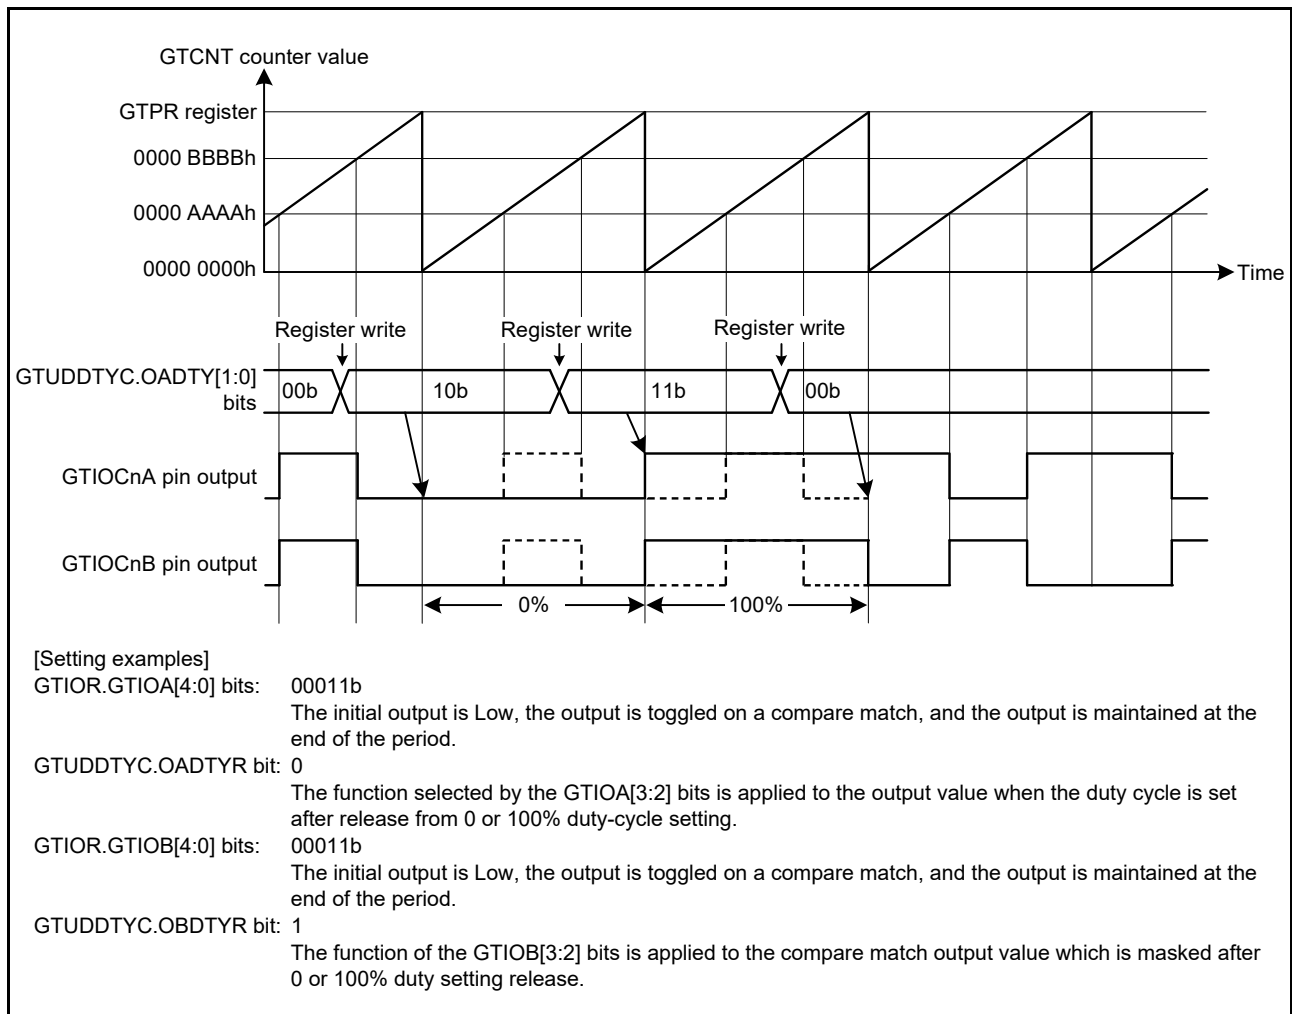 GTCNT counter value
GTPR register
0000 BBBBh
0000 AAAAh
0000 0000h
Time
Register write
Register write
Register write
GTUDDTYC.OADTY[1:0]
bits
00b
10b
11b
00b
GTIOCnA pin output
GTIOCnB pin output
0%
100%
[Setting examples]
GTIOR.GTIOA[4:0] bits: 00011b
The initial output is Low, the output is toggled on a compare match, and the output is maintained at the
end of the period.
GTUDDTYC.OADTYR bit: 0
The function selected by the GTIOA[3:2] bits is applied to the output value when the duty cycle is set
after release from 0 or 100% duty-cycle setting.
GTIOR.GTIOB[4:0] bits: 00011b
The initial output is Low, the output is toggled on a compare match, and the output is maintained at the
end of the period.
GTUDDTYC.OBDTYR bit: 1
The function of the GTIOB[3:2] bits is applied to the compare match output value which is masked after
0 or 100% duty setting release.